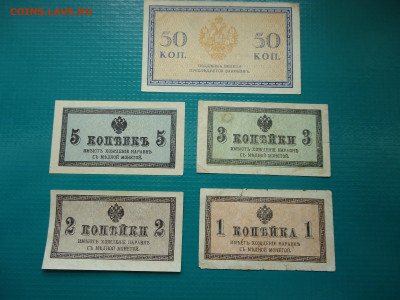 COINS.LAVE.RU
50 50
КОП. КОП.
5 КОПѢЕКЪ 5
ИМѢЕТЪ ХОЖДЕНІЕ НАРАВНѢ
СЪ МѢДНОЙ МОНЕТОЙ.
3 КОПѢЙКИ 3
ИМѢЕТЪ ХОЖДЕНІЕ НАРАВНѢ
СЪ МѢДНОЙ МОНЕТОЙ.
2 КОПѢЙКИ 2
ИМѢЕТЪ ХОЖДЕНІЕ НАРАВНѢ
СЪ МѢДНОЙ МОНЕТОЙ.
1 КОПѢЙКА 1
ИМѢЕТЪ ХОЖДЕНІЕ НАРАВНѢ
СЪ МѢДНОЙ МОНЕТОЙ.